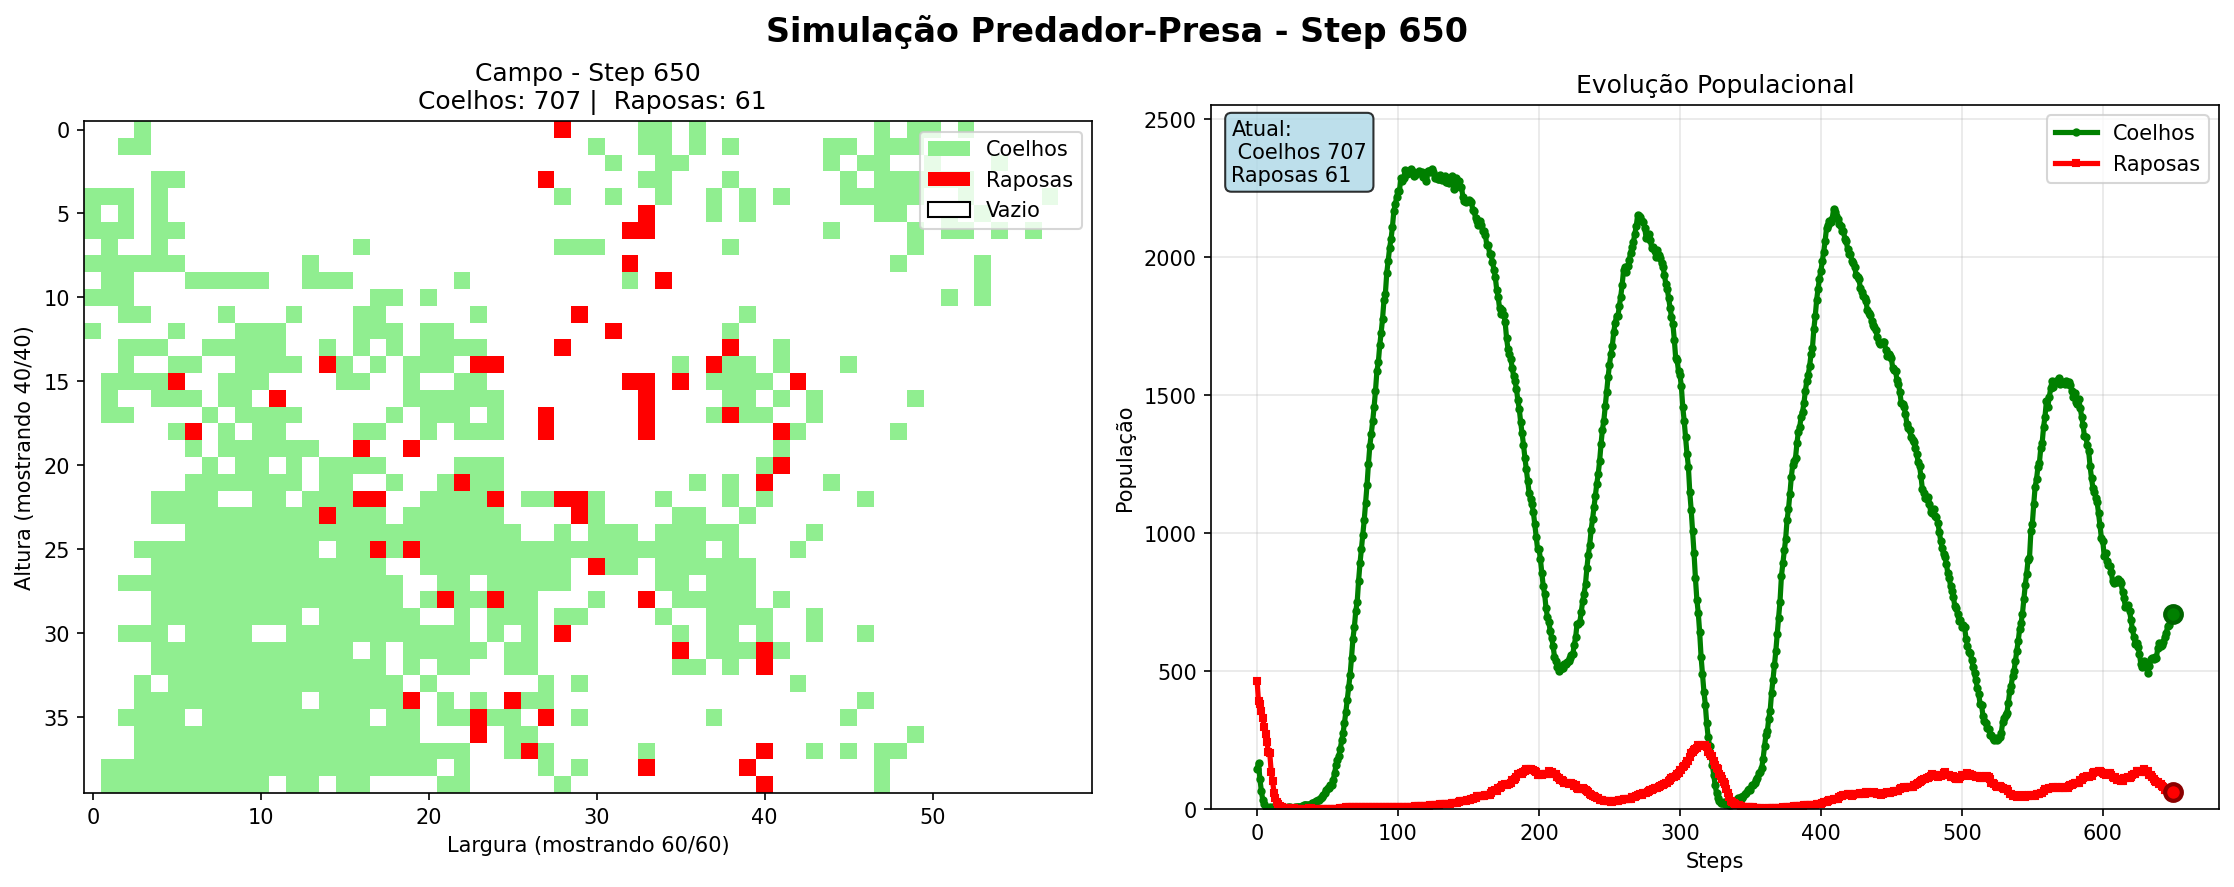 Simulação Predador-Presa - Step 650
Campo - Step 650
Coelhos: 707 |  Raposas: 61
Coelhos
Raposas
Vazio
0
5
10
15
20
25
30
35
Altura (mostrando 40/40)
0
10
20
30
40
50
Largura (mostrando 60/60)
Evolução Populacional
Atual:
Coelhos 707
Raposas 61
Coelhos
Raposas
2500
2000
1500
1000
500
0
População
0
100
200
300
400
500
600
Steps